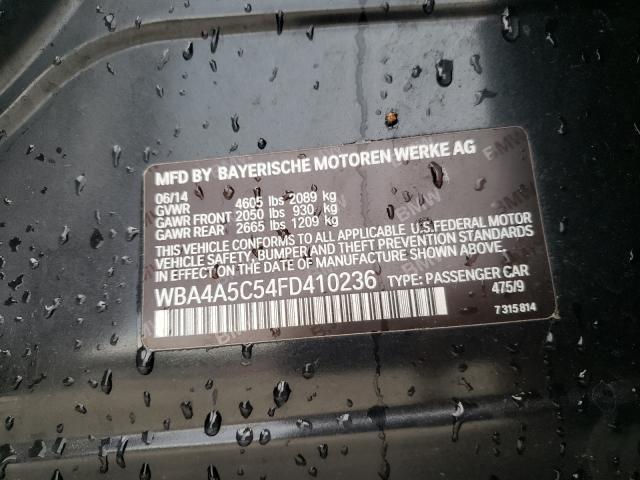 MFD BY BAYERISCHE MOTOREN WERKE AG
06/14
GVWR 4605 lbs 2089 kg
GAWR FRONT 2050 lbs 930 kg
GAWR REAR 2665 lbs 1209 kg
THIS VEHICLE CONFORMS TO ALL APPLICABLE U.S.FEDERAL MOTOR
VEHICLE SAFETY, BUMPER, AND THEFT PREVENTION STANDARDS
IN EFFECT ON THE DATE OF MANUFACTURE SHOWN ABOVE.
WBA4A5C54FD410236 TYPE: PASSENGER CAR
475/9
7 315 814